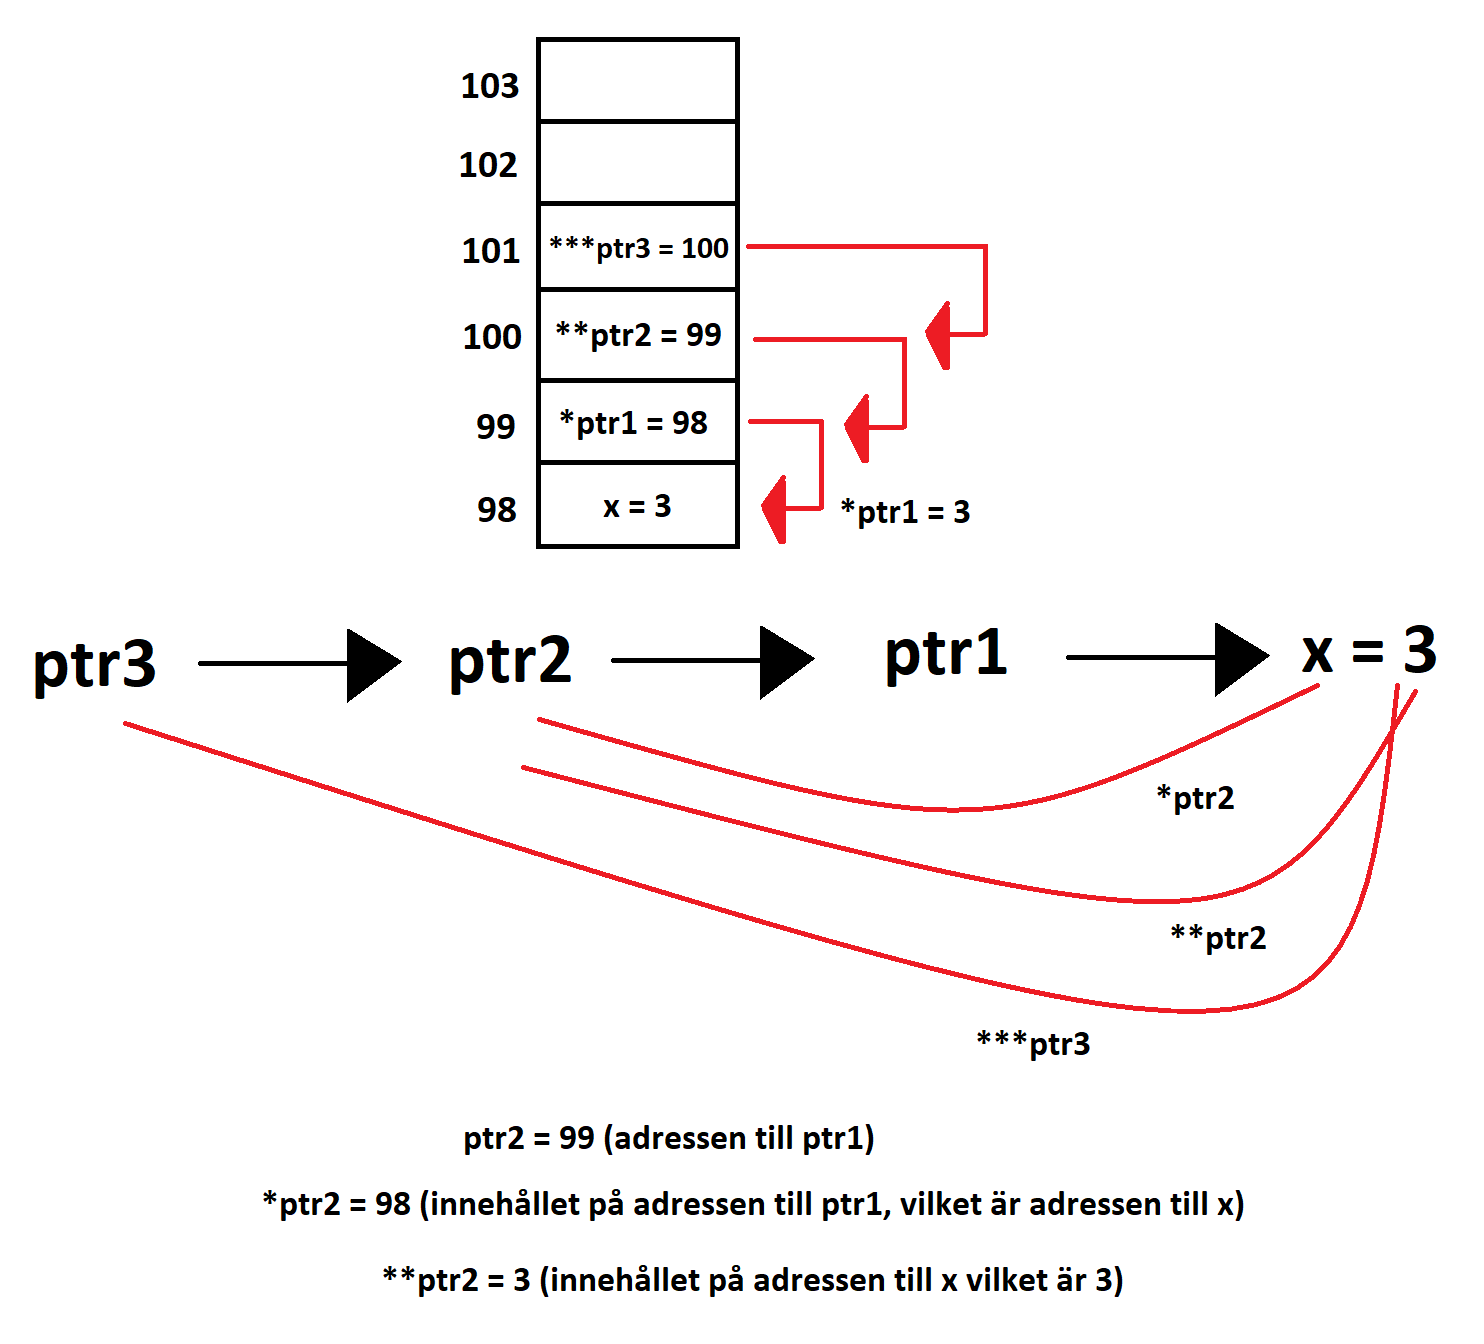 103
102
101 ***ptr3 = 100
100 **ptr2 = 99
99 *ptr1 = 98
98 x = 3 *ptr1 = 3
ptr3 ptr2 ptr1 x = 3
*ptr2
**ptr2
***ptr3
ptr2 = 99 (adressen till ptr1)
*ptr2 = 98 (innehållet på adressen till ptr1, vilket är adressen till x)
**ptr2 = 3 (innehållet på adressen till x vilket är 3)